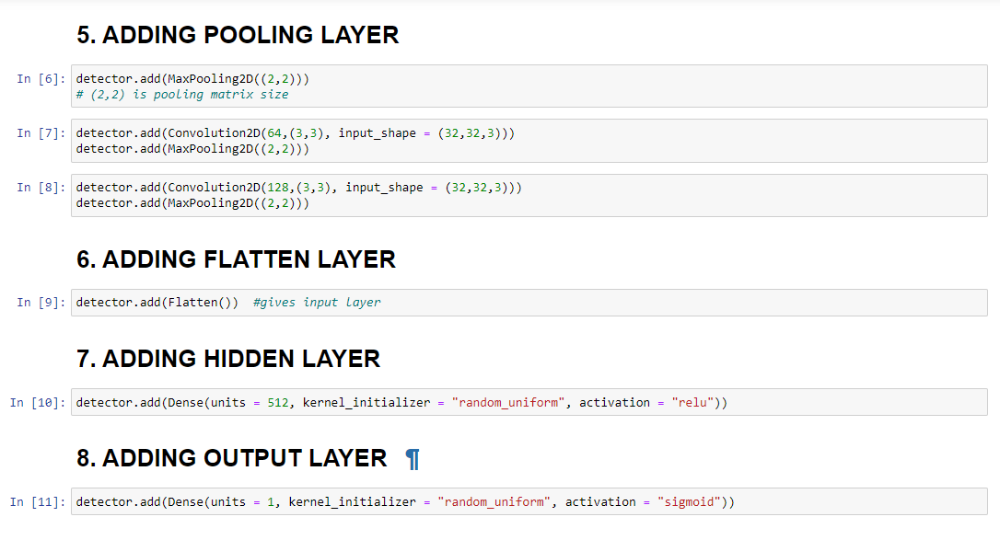 5. ADDING POOLING LAYER
In [6]: detector.add(MaxPooling2D((2,2)))
# (2,2) is pooling matrix size
In [7]: detector.add(Convolution2D(64,(3,3), input_shape = (32,32,3)))
detector.add(MaxPooling2D((2,2)))
In [8]: detector.add(Convolution2D(128,(3,3), input_shape = (32,32,3)))
detector.add(MaxPooling2D((2,2)))
6. ADDING FLATTEN LAYER
In [9]: detector.add(Flatten())  #gives input layer
7. ADDING HIDDEN LAYER
In [10]: detector.add(Dense(units = 512, kernel_initializer = "random_uniform", activation = "relu"))
8. ADDING OUTPUT LAYER ¶
In [11]: detector.add(Dense(units = 1, kernel_initializer = "random_uniform", activation = "sigmoid"))